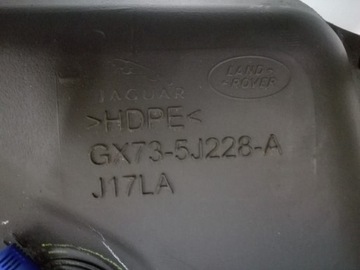 JAGUAR
LAND-
-ROVER
>HDPE<
GX73-5J228-A
J17LA